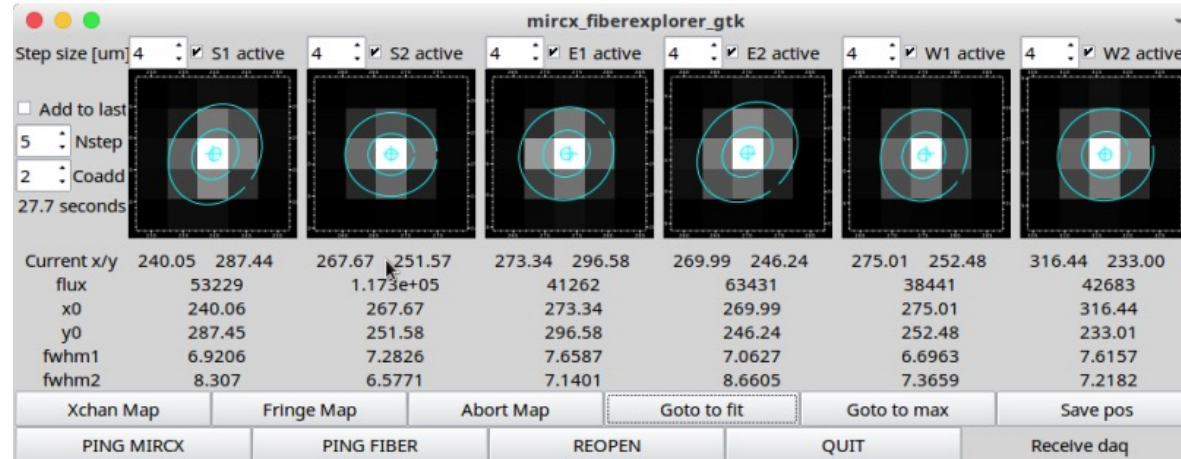 mircx_fiberexplorer_gtk
Step size [um] 4 S1 active 4 S2 active 4 E1 active 4 E2 active 4 W1 active 4 W2 active
Add to last
5 Nstep
2 Coadd
27.7 seconds
Current x/y 240.05 287.44 267.67 251.57 273.34 296.58 269.99 246.24 275.01 252.48 316.44 233.00
flux 53229 1.173e+05 41262 63431 38441 42683
x0 240.06 267.67 273.34 269.99 275.01 316.44
y0 287.45 251.58 296.58 246.24 252.48 233.01
fwhm1 6.9206 7.2826 7.6587 7.0627 6.6963 7.6157
fwhm2 8.307 6.5771 7.1401 8.6605 7.3659 7.2182
Xchan Map Fringe Map Abort Map Goto to fit Goto to max Save pos
PING MIRCX PING FIBER REOPEN QUIT Receive daq